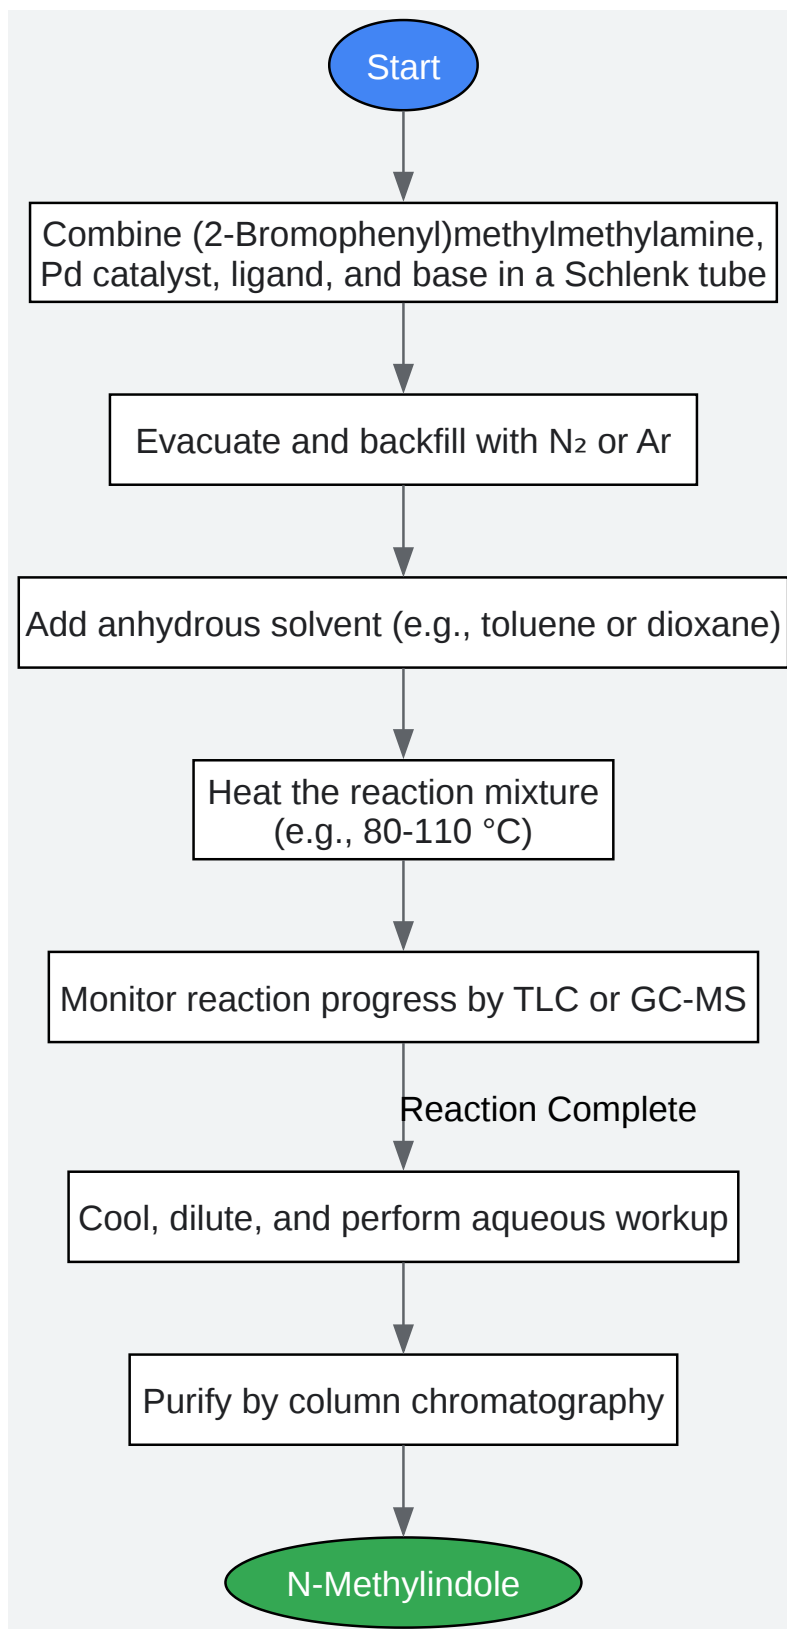 Start
Combine (2-Bromophenyl)methylmethylamine,
Pd catalyst, ligand, and base in a Schlenk tube
Evacuate and backfill with N₂ or Ar
Add anhydrous solvent (e.g., toluene or dioxane)
Heat the reaction mixture
(e.g., 80-110 °C)
Monitor reaction progress by TLC or GC-MS
Reaction Complete
Cool, dilute, and perform aqueous workup
Purify by column chromatography
N-Methylindole